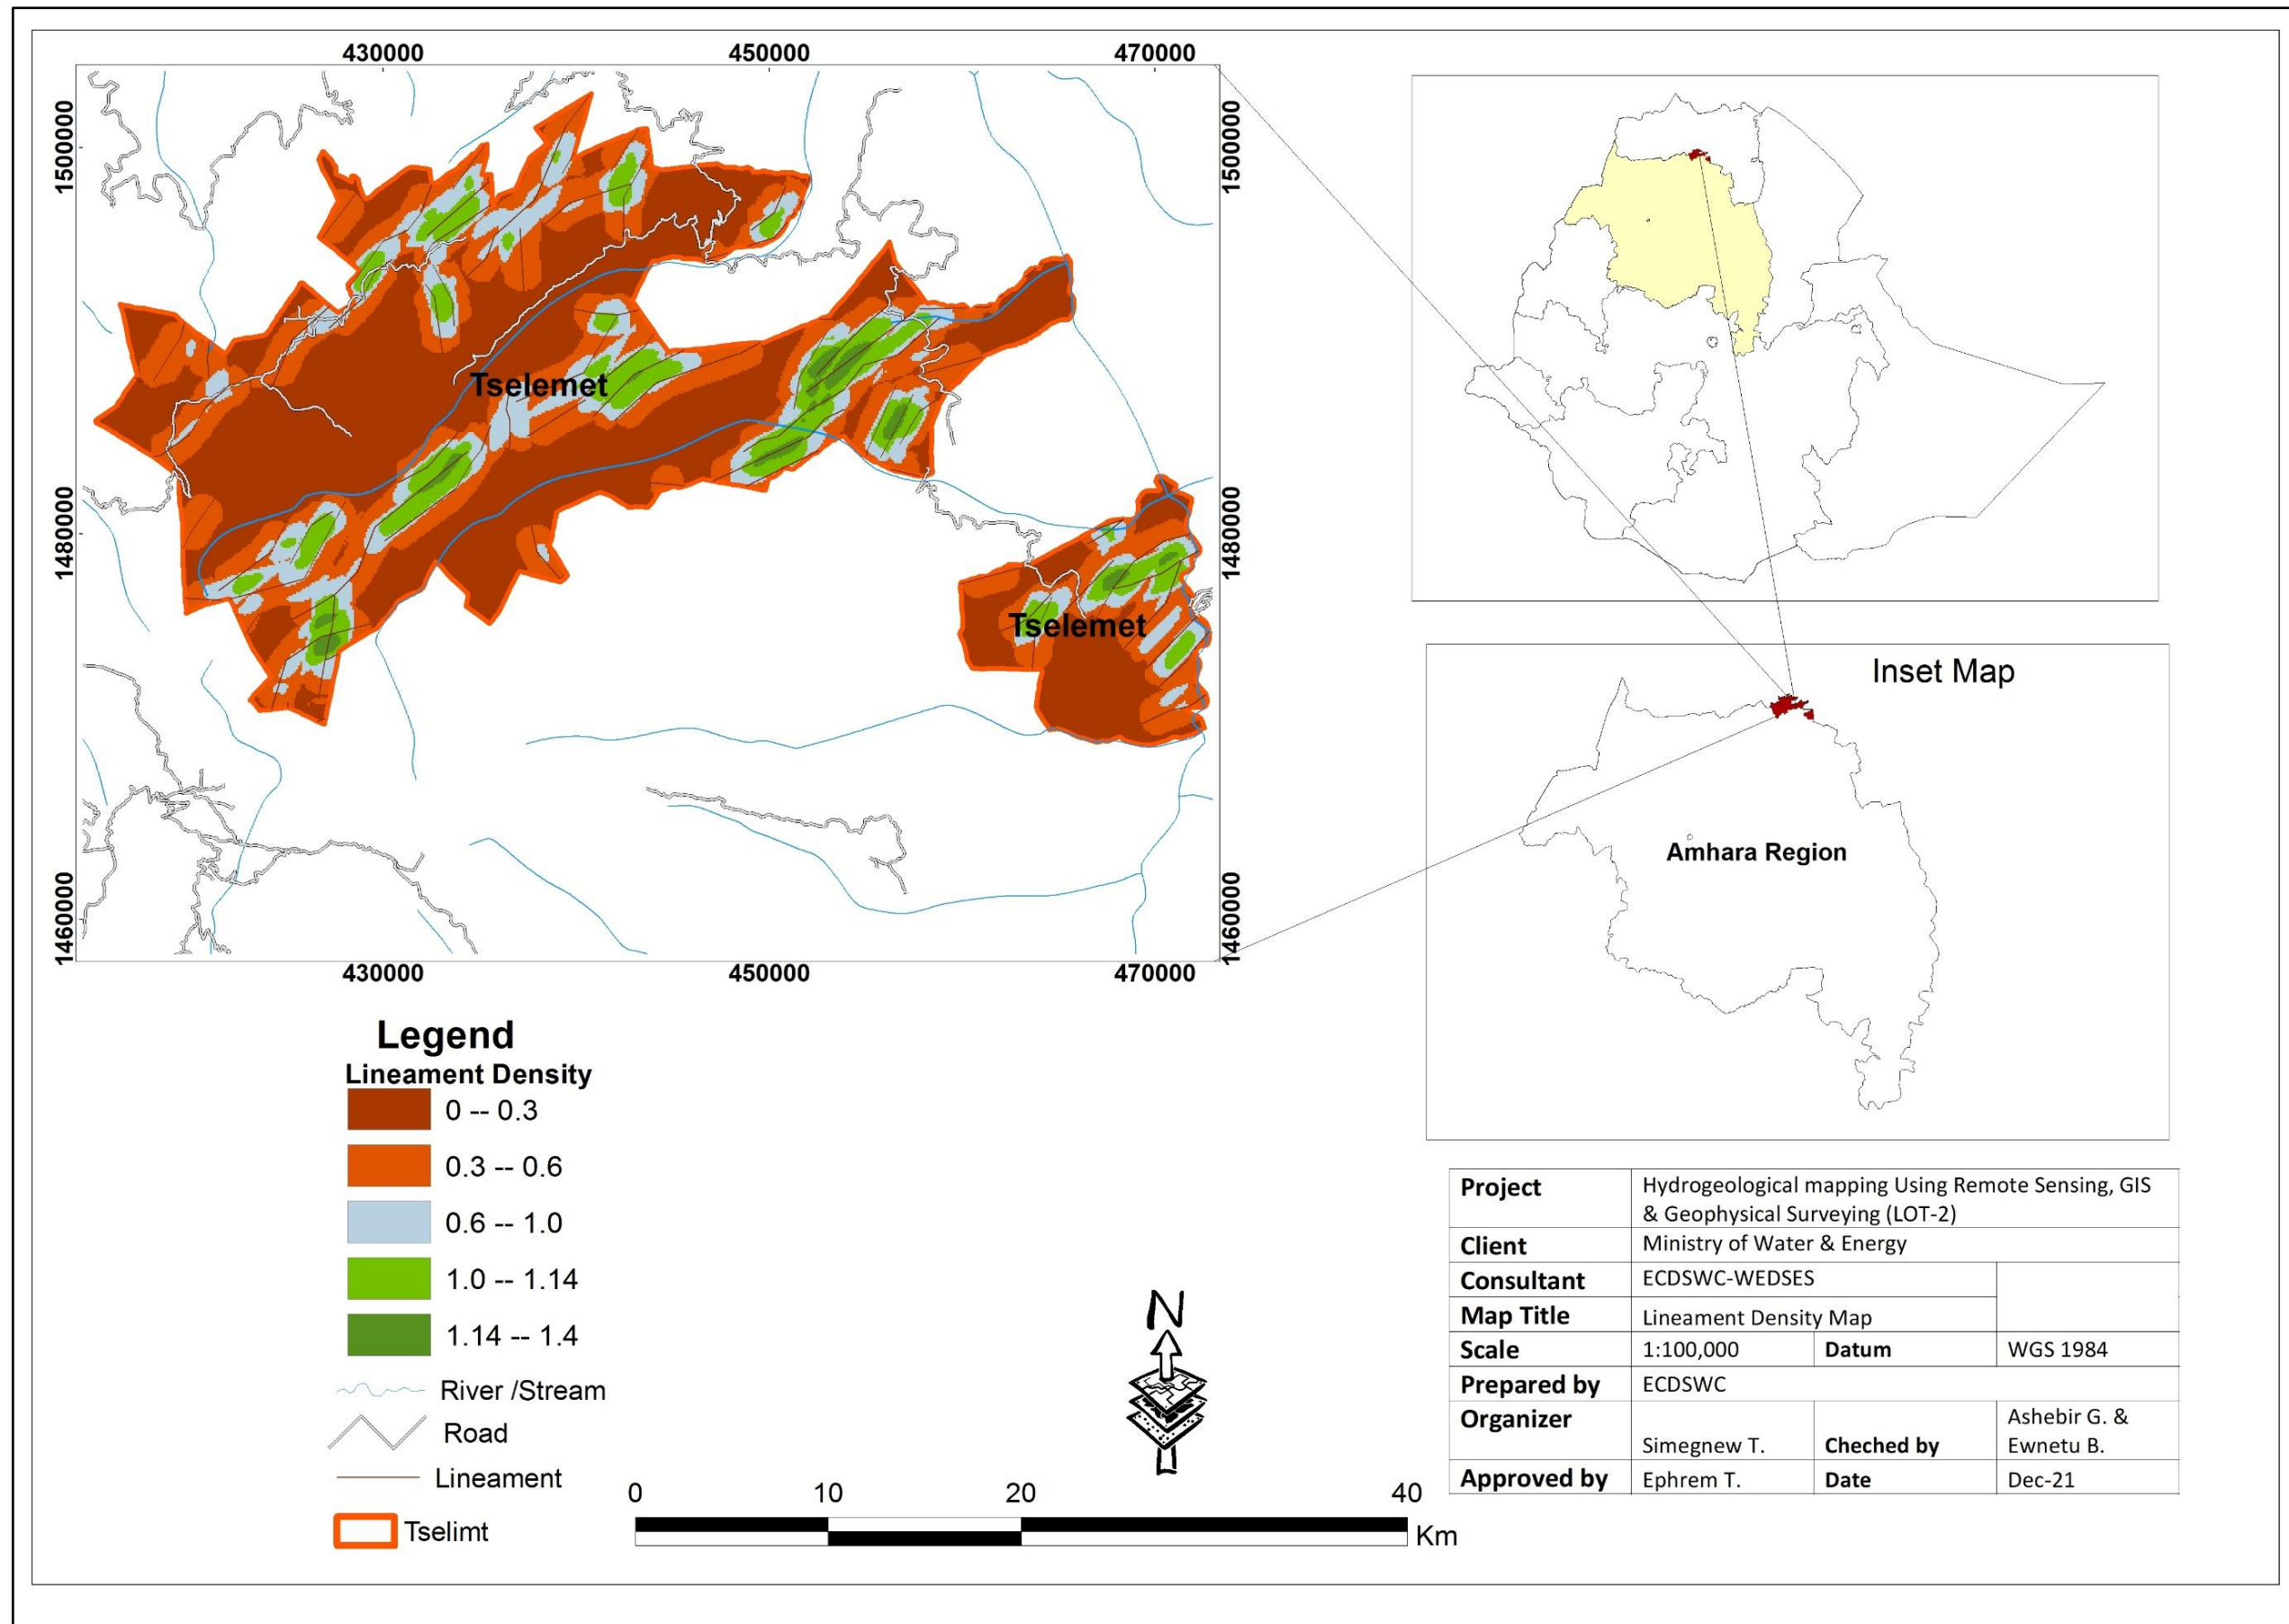 430000 450000 470000
1500000 1500000
1480000 1480000
1460000 1460000
Tselemet
Tselemet
430000 450000 470000
Inset Map
Amhara Region
Legend
Lineament Density
0 -- 0.3
0.3 -- 0.6
0.6 -- 1.0
1.0 -- 1.14
1.14 -- 1.4
River /Stream
Road
Lineament
Tselimt
N
0 10 20 40
Km
Project Hydrogeological mapping Using Remote Sensing, GIS
& Geophysical Surveying (LOT-2)
Client Ministry of Water & Energy
Consultant ECDSWC-WEDSES
Map Title Lineament Density Map
Scale 1:100,000 Datum WGS 1984
Prepared by ECDSWC
Organizer Simegnew T. Cheched by Ashebir G. &
Ewnetu B.
Approved by Ephrem T. Date Dec-21